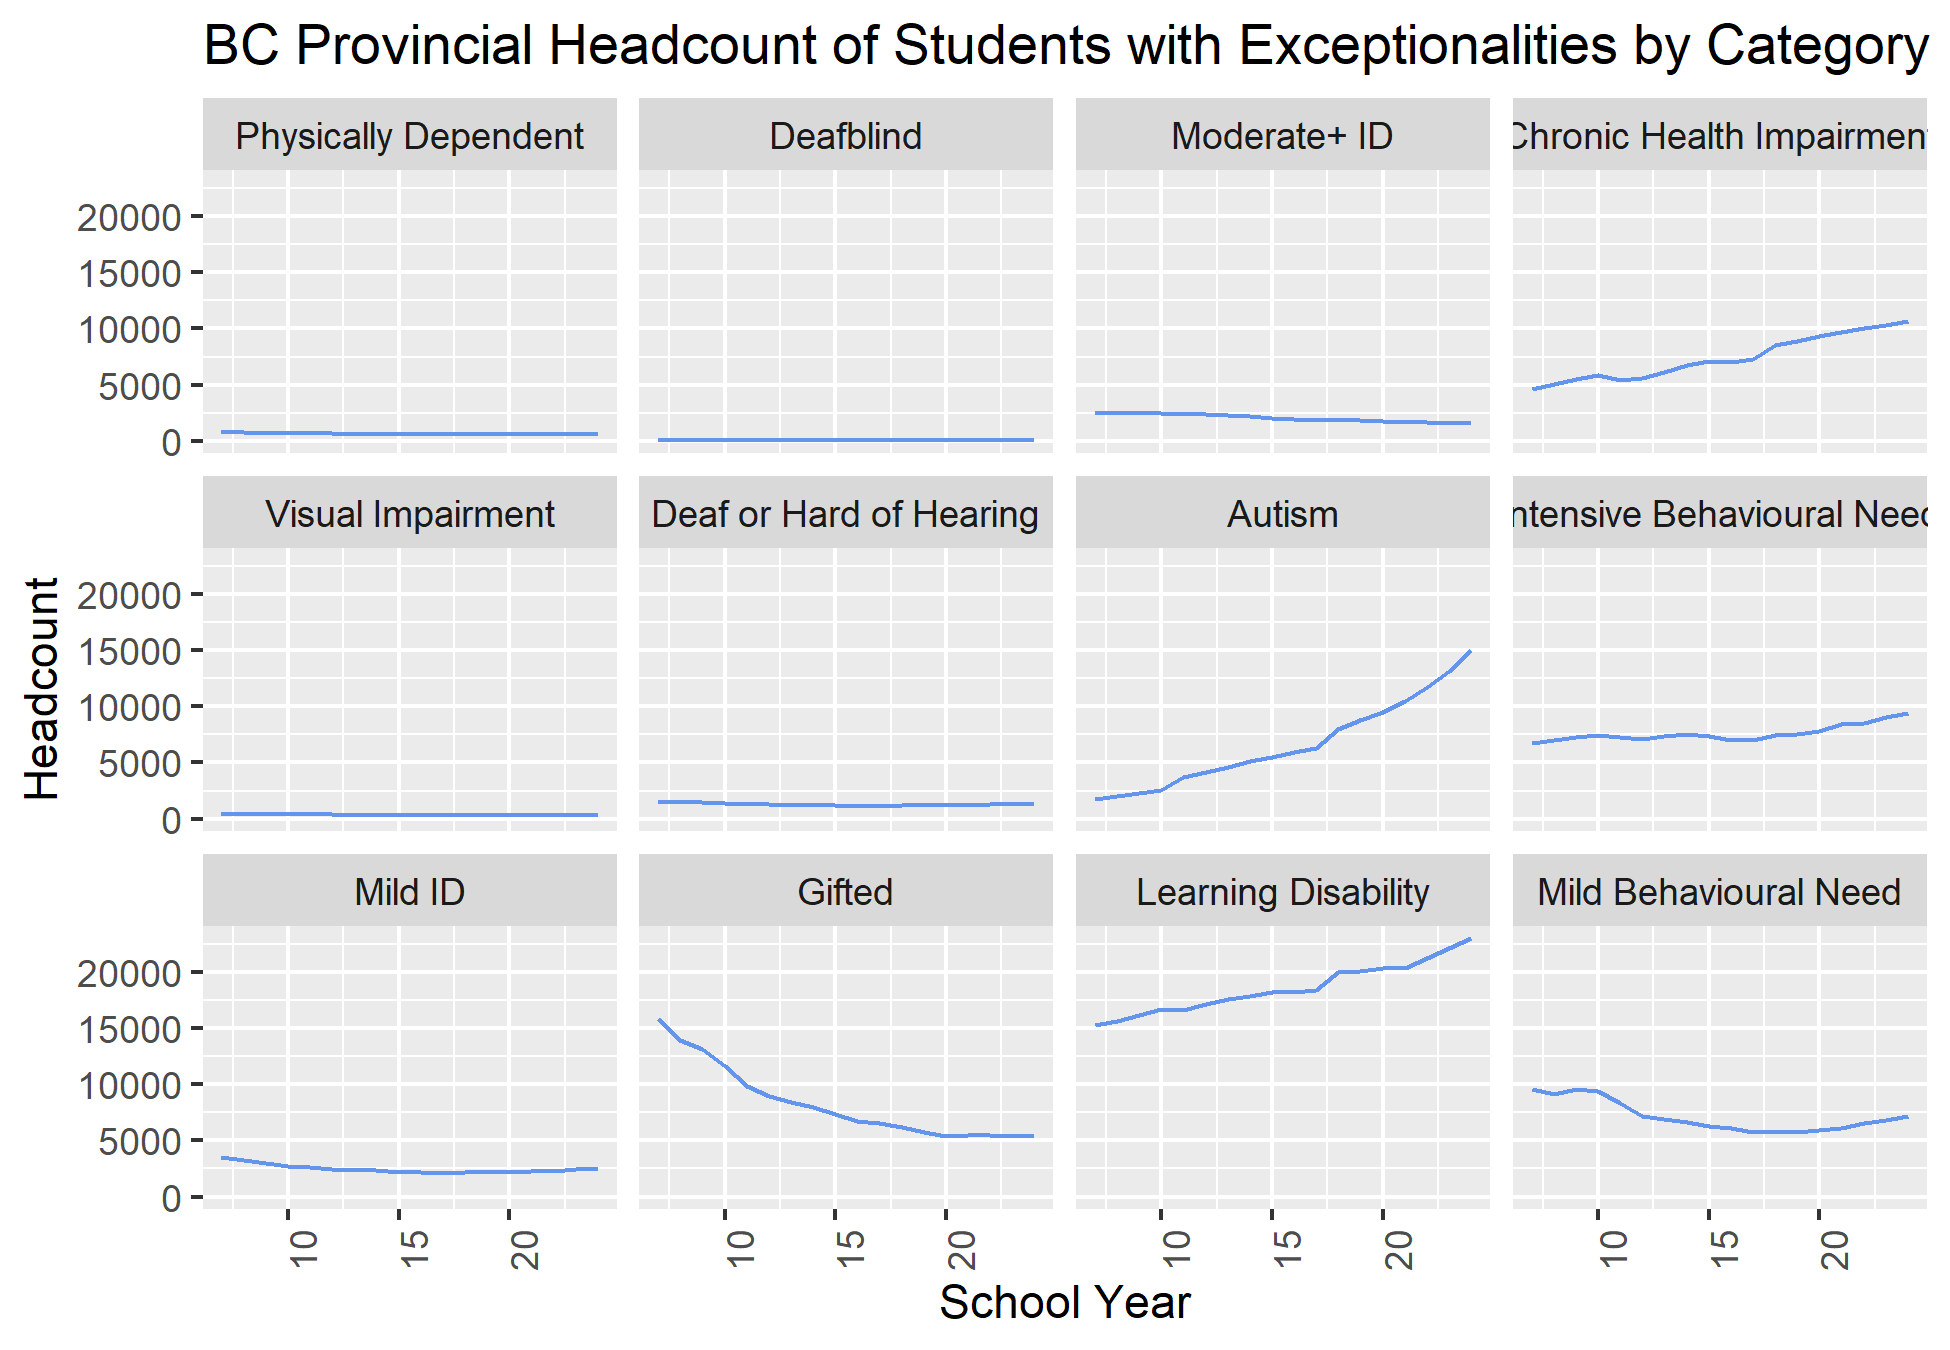 BC Provincial Headcount of Students with Exceptionalities by Category
Physically Dependent
Deafblind
Moderate+ ID
Chronic Health Impairment
20000
15000
10000
5000
0
Visual Impairment
Deaf or Hard of Hearing
Autism
ntensive Behavioural Need
20000
15000
10000
5000
0
Mild ID
Gifted
Learning Disability
Mild Behavioural Need
20000
15000
10000
5000
0
10 15 20
10 15 20
10 15 20
10 15 20
Headcount
School Year